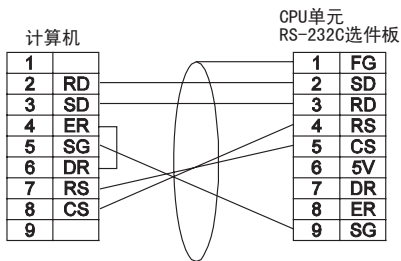 CPU单元
RS-232C选件板
计算机
1 1 FG
2 RD 2 SD
3 SD 3 RD
4 ER 4 RS
5 SG 5 CS
6 DR 6 5V
7 RS 7 DR
8 CS 8 ER
9 9 SG